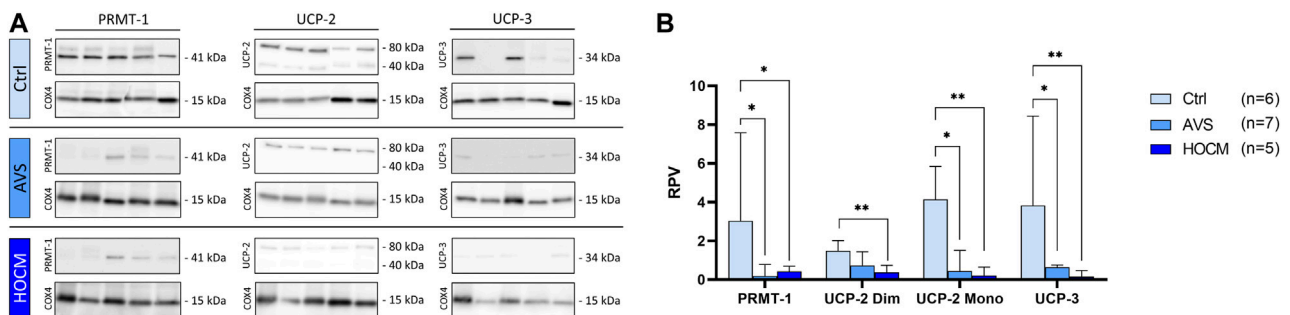 A
PRMT-1
UCP-2
UCP-3
Ctrl
PRMT-1
- 41 kDa
UCP-2
- 80 kDa
- 40 kDa
UCP-3
- 34 kDa
COX4
- 15 kDa
COX4
- 15 kDa
COX4
- 15 kDa
AVS
PRMT-1
- 41 kDa
UCP-2
- 80 kDa
- 40 kDa
UCP-3
- 34 kDa
COX4
- 15 kDa
COX4
- 15 kDa
COX4
- 15 kDa
HOCM
PRMT-1
- 41 kDa
UCP-2
- 80 kDa
- 40 kDa
UCP-3
- 34 kDa
COX4
- 15 kDa
COX4
- 15 kDa
COX4
- 15 kDa
B
RPV
10
8
6
4
2
0
*
*
**
**
*
**
*
PRMT-1
UCP-2 Dim
UCP-2 Mono
UCP-3
Ctrl (n=6)
AVS (n=7)
HOCM (n=5)